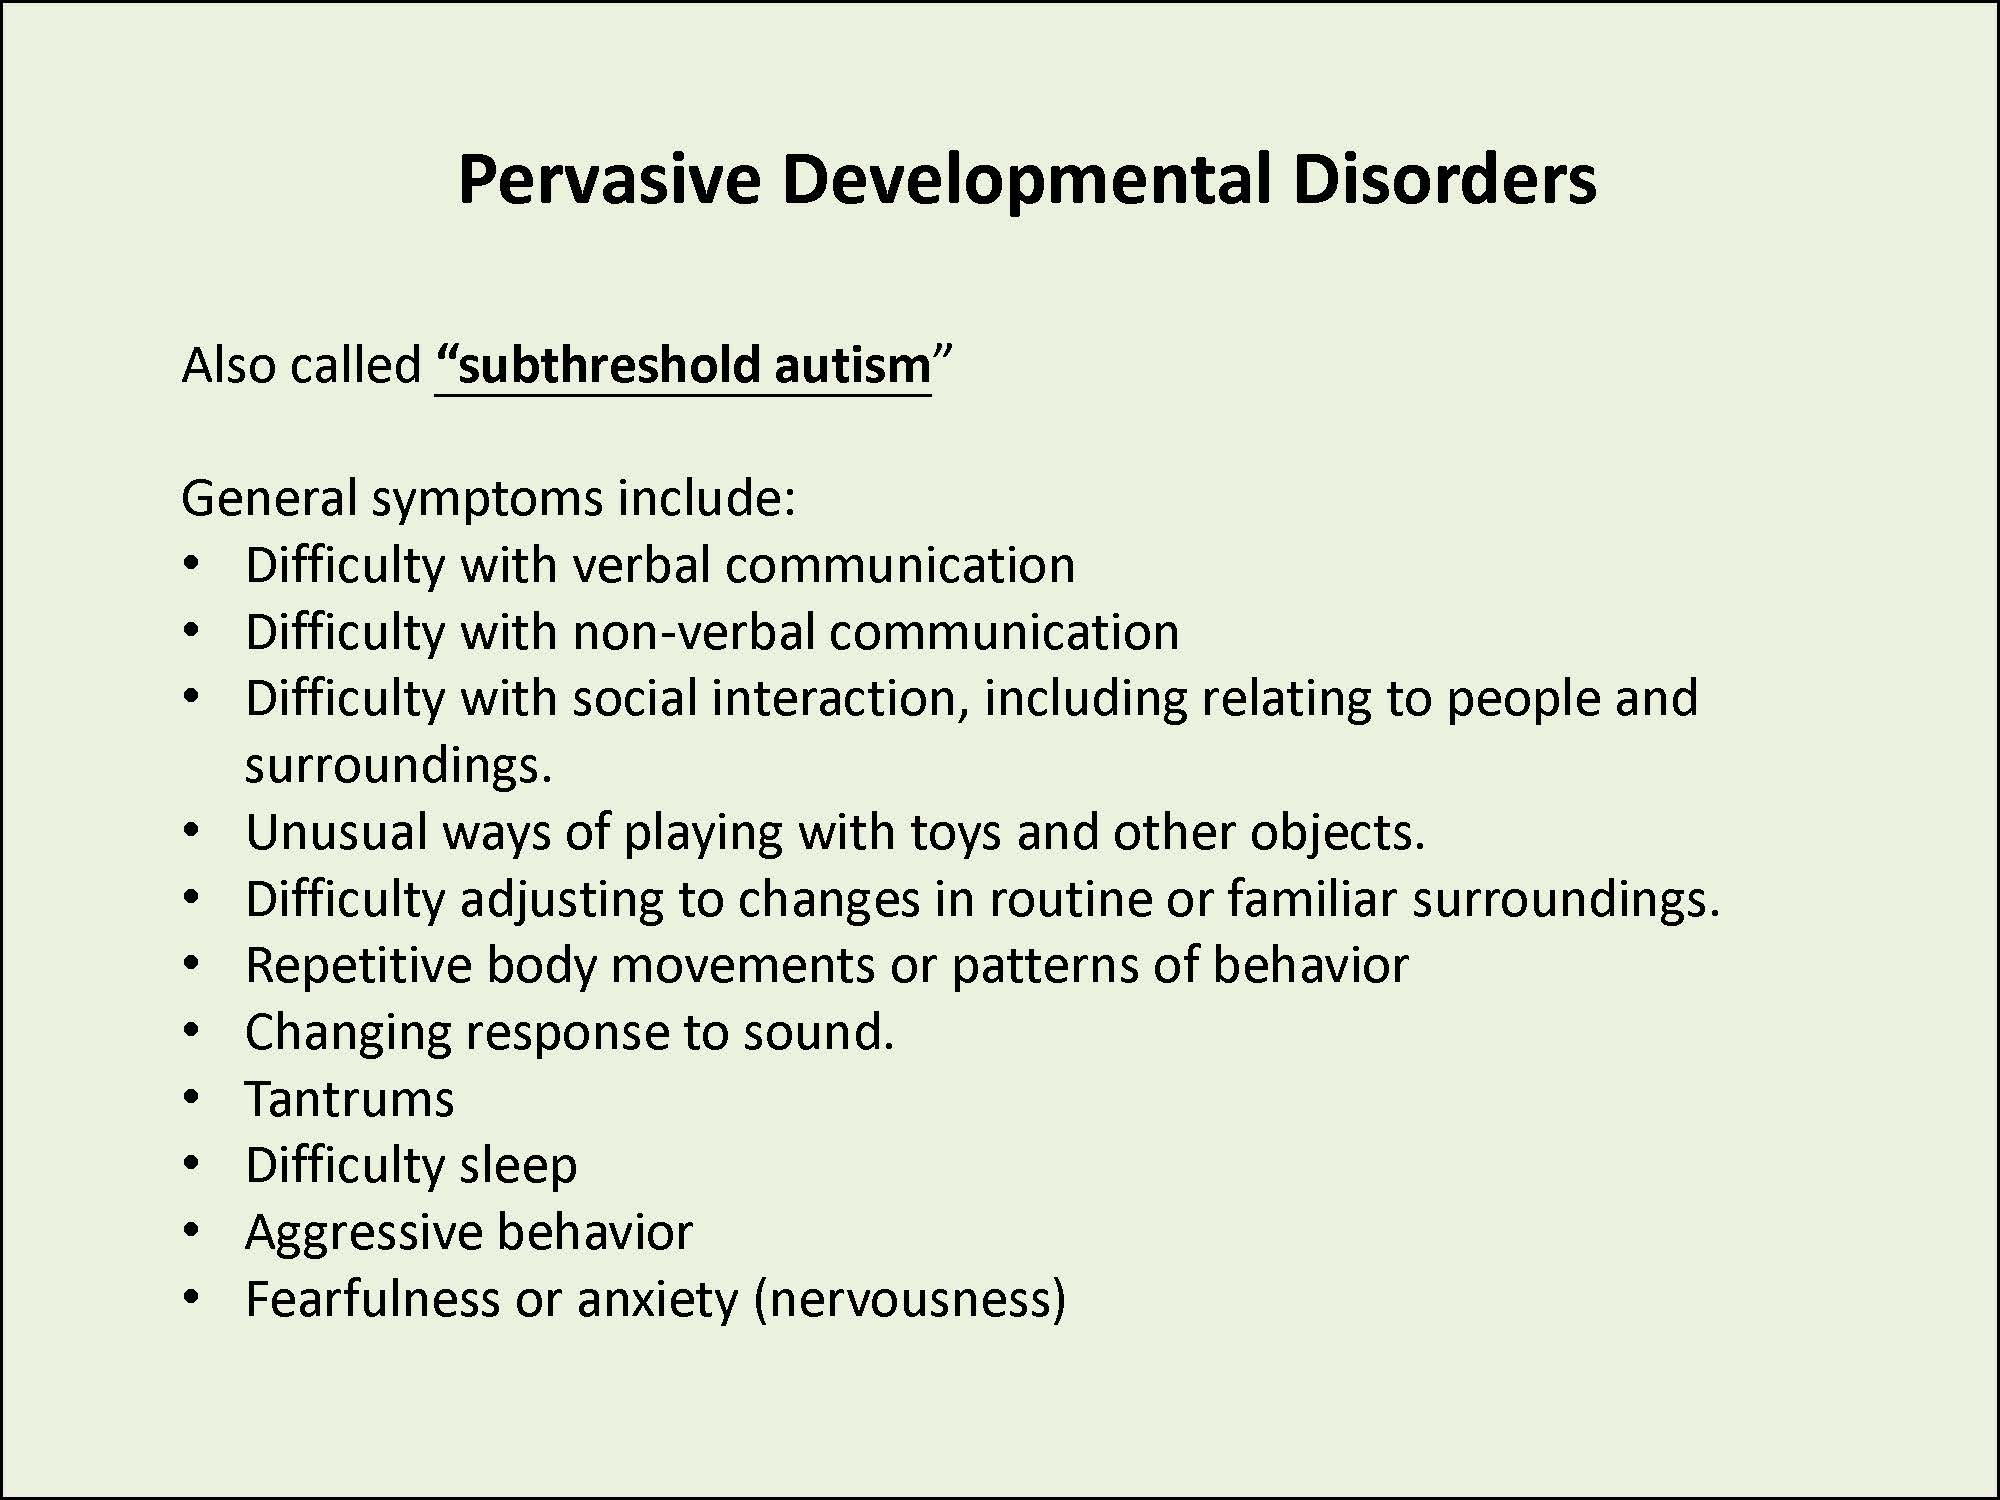 Pervasive Developmental Disorders
Also called “subthreshold autism”
General symptoms include:
• Difficulty with verbal communication
• Difficulty with non-verbal communication
• Difficulty with social interaction, including relating to people and
surroundings.
• Unusual ways of playing with toys and other objects.
• Difficulty adjusting to changes in routine or familiar surroundings.
• Repetitive body movements or patterns of behavior
• Changing response to sound.
• Tantrums
• Difficulty sleep
• Aggressive behavior
• Fearfulness or anxiety (nervousness)